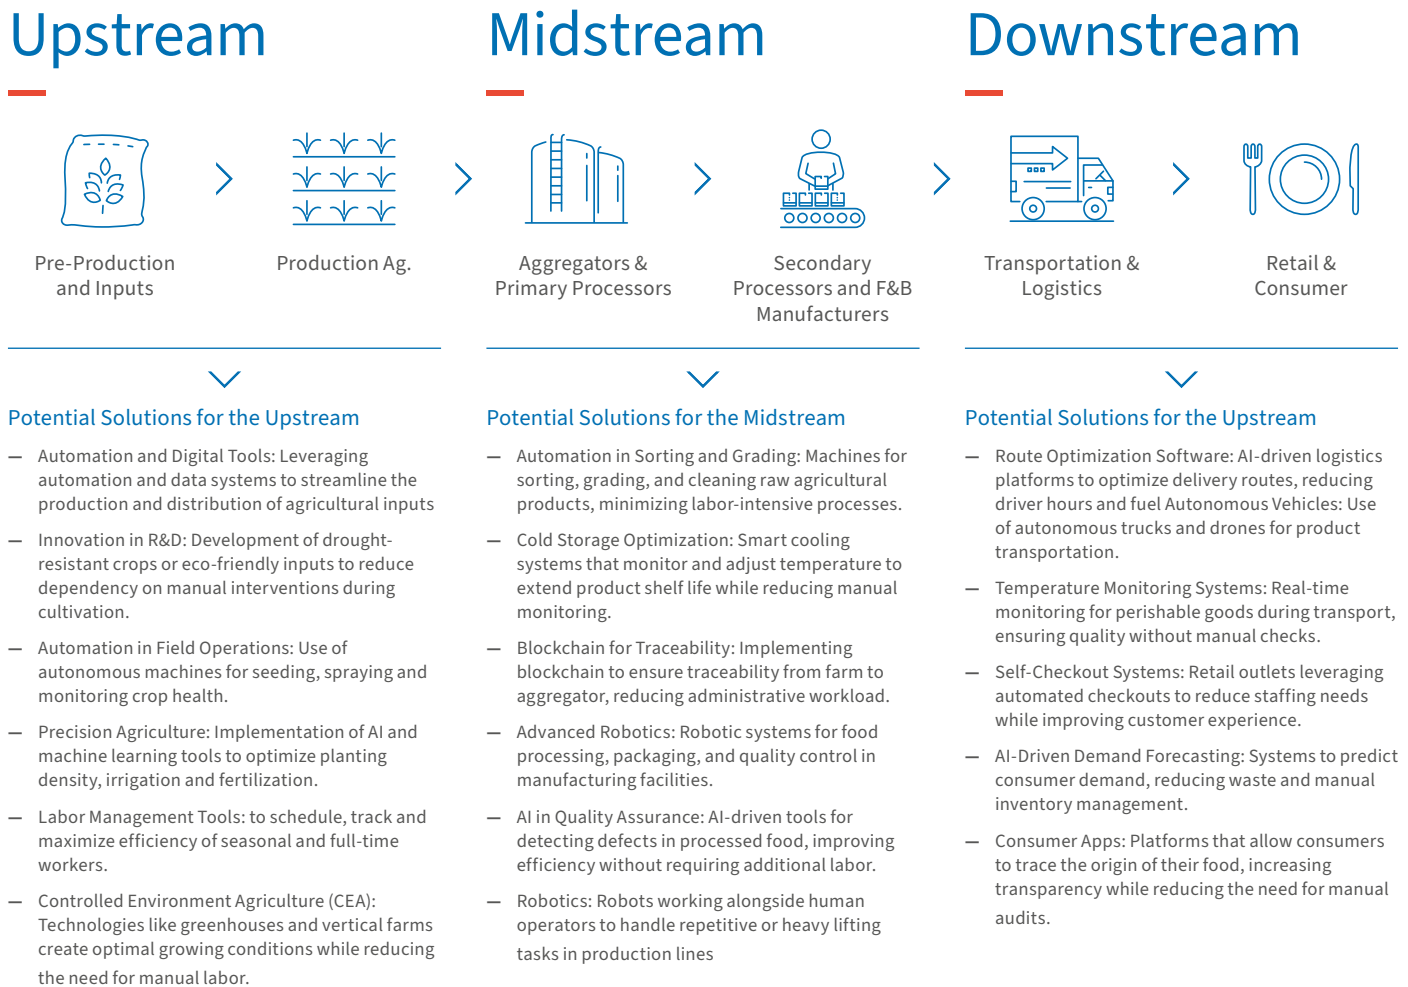 Upstream
Midstream
Downstream
Pre-Production
and Inputs
Production Ag.
Aggregators &
Primary Processors
Secondary
Processors and F&B
Manufacturers
Transportation &
Logistics
Retail &
Consumer
Potential Solutions for the Upstream
— Automation and Digital Tools: Leveraging
automation and data systems to streamline the
production and distribution of agricultural inputs
— Innovation in R&D: Development of drought-
resistant crops or eco-friendly inputs to reduce
dependency on manual interventions during
cultivation.
— Automation in Field Operations: Use of
autonomous machines for seeding, spraying and
monitoring crop health.
— Precision Agriculture: Implementation of AI and
machine learning tools to optimize planting
density, irrigation and fertilization.
— Labor Management Tools: to schedule, track and
maximize efficiency of seasonal and full-time
workers.
— Controlled Environment Agriculture (CEA):
Technologies like greenhouses and vertical farms
create optimal growing conditions while reducing
the need for manual labor.
Potential Solutions for the Midstream
— Automation in Sorting and Grading: Machines for
sorting, grading, and cleaning raw agricultural
products, minimizing labor-intensive processes.
— Cold Storage Optimization: Smart cooling
systems that monitor and adjust temperature to
extend product shelf life while reducing manual
monitoring.
— Blockchain for Traceability: Implementing
blockchain to ensure traceability from farm to
aggregator, reducing administrative workload.
— Advanced Robotics: Robotic systems for food
processing, packaging, and quality control in
manufacturing facilities.
— AI in Quality Assurance: AI-driven tools for
detecting defects in processed food, improving
efficiency without requiring additional labor.
— Robotics: Robots working alongside human
operators to handle repetitive or heavy lifting
tasks in production lines
Potential Solutions for the Upstream
— Route Optimization Software: AI-driven logistics
platforms to optimize delivery routes, reducing
driver hours and fuel Autonomous Vehicles: Use
of autonomous trucks and drones for product
transportation.
— Temperature Monitoring Systems: Real-time
monitoring for perishable goods during transport,
ensuring quality without manual checks.
— Self-Checkout Systems: Retail outlets leveraging
automated checkouts to reduce staffing needs
while improving customer experience.
— AI-Driven Demand Forecasting: Systems to predict
consumer demand, reducing waste and manual
inventory management.
— Consumer Apps: Platforms that allow consumers
to trace the origin of their food, increasing
transparency while reducing the need for manual
audits.